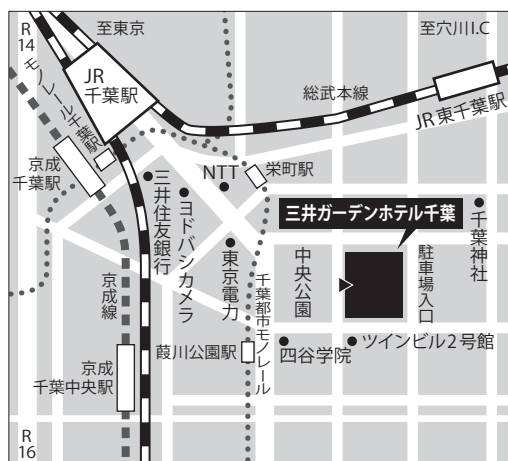 R
14
至東京
至穴川I.C
JR
千葉駅
総武本線
JR東千葉駅
モノレール千葉駅
京成
千葉駅
三井住友銀行
ヨドバシカメラ
NTT
栄町駅
三井ガーデンホテル千葉
千葉神社
東京電力
中央公園
駐車場入口
京成線
千葉都市モノレール
葭川公園駅
四谷学院
ツインビル2号館
京成
千葉中央駅
R
16